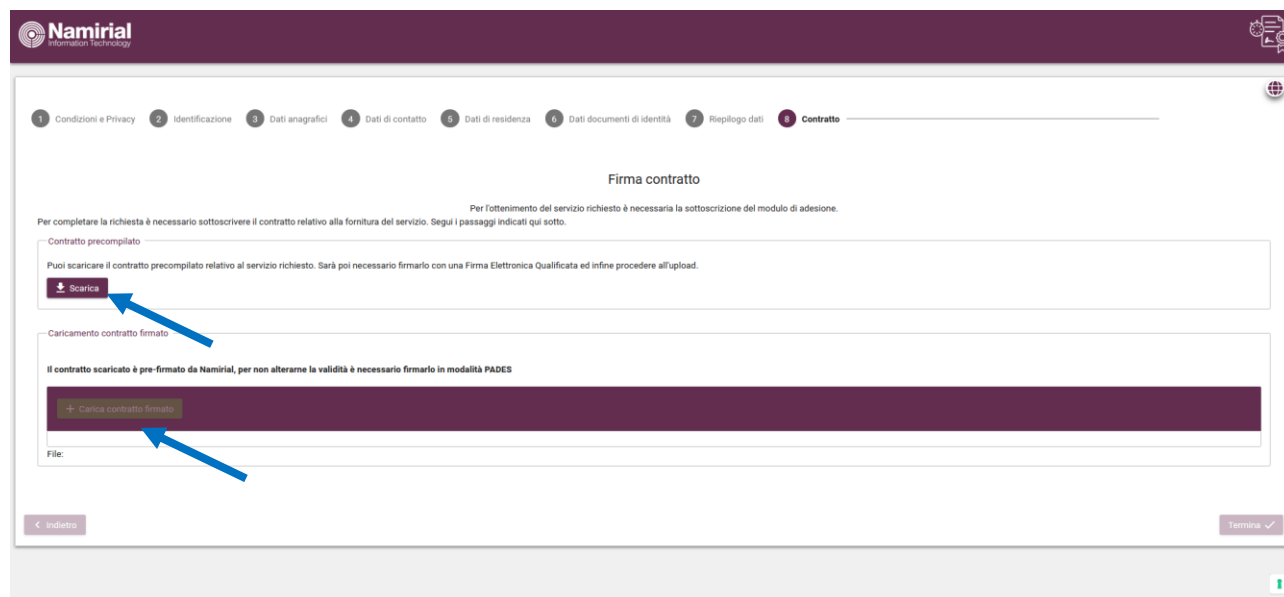 Namirial
Information Technology
1 Condizioni e Privacy 2 Identificazione 3 Dati anagrafici 4 Dati di contatto 5 Dati di residenza 6 Dati documenti di identità 7 Riepilogo dati 8 Contratto
Firma contratto
Per l'ottenimento del servizio richiesto è necessaria la sottoscrizione del modulo di adesione.
Per completare la richiesta è necessario sottoscrivere il contratto relativo alla fornitura del servizio. Segui i passaggi indicati qui sotto.
Contratto precompilato
Puoi scaricare il contratto precompilato relativo al servizio richiesto. Sarà poi necessario firmarlo con una Firma Elettronica Qualificata ed infine procedere all'upload.
Scarica
Caricamento contratto firmato
Il contratto scaricato è pre-firmato da Namirial, per non alterarne la validità è necessario firmarlo in modalità PADES
+ Carica contratto firmato
File:
Indietro
Termina